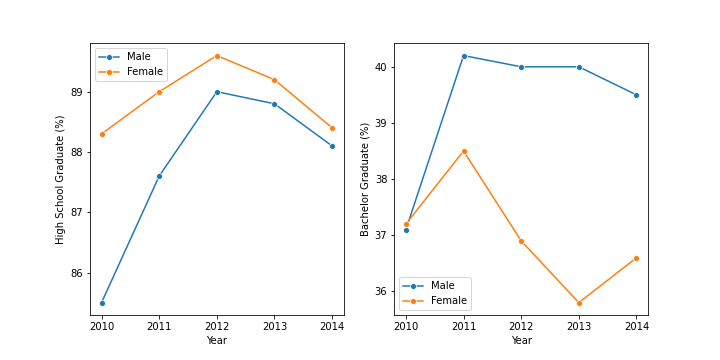 Male
Female
89
88
87
86
High School Graduate (%)
2010 2011 2012 2013 2014
Year
40
39
38
37
36
Bachelor Graduate (%)
Male
Female
2010 2011 2012 2013 2014
Year